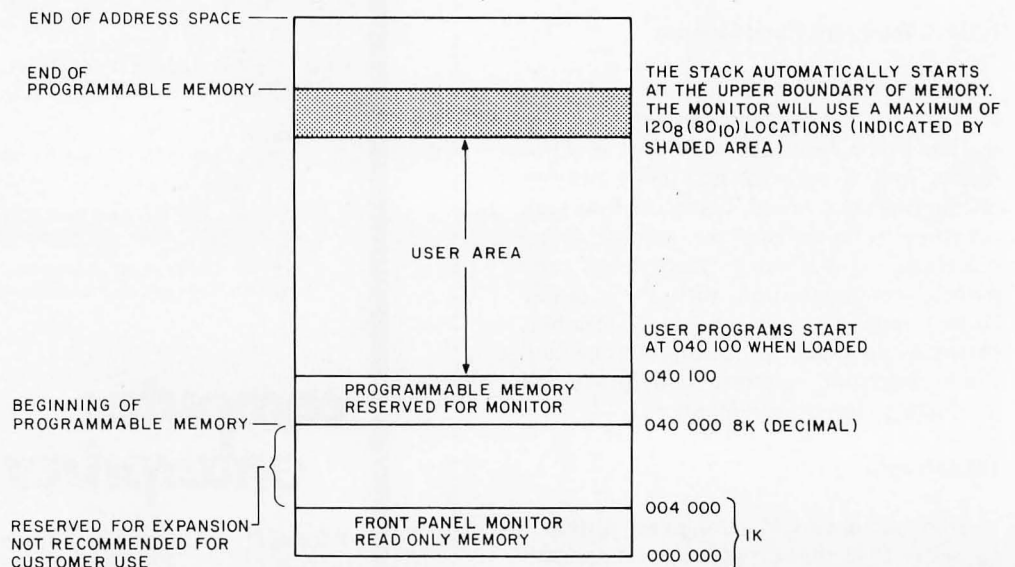 END OF ADDRESS SPACE
END OF
PROGRAMMABLE MEMORY
THE STACK AUTOMATICALLY STARTS
AT THE UPPER BOUNDARY OF MEMORY.
THE MONITOR WILL USE A MAXIMUM OF
120₈(80₁₀) LOCATIONS (INDICATED BY
SHADED AREA)
USER AREA
USER PROGRAMS START
AT 040 100 WHEN LOADED
040 100
PROGRAMMABLE MEMORY
RESERVED FOR MONITOR
BEGINNING OF
PROGRAMMABLE MEMORY
040 000 8K (DECIMAL)
RESERVED FOR EXPANSION
NOT RECOMMENDED FOR
CUSTOMER USE
004 000
FRONT PANEL MONITOR
READ ONLY MEMORY
1K
000 000